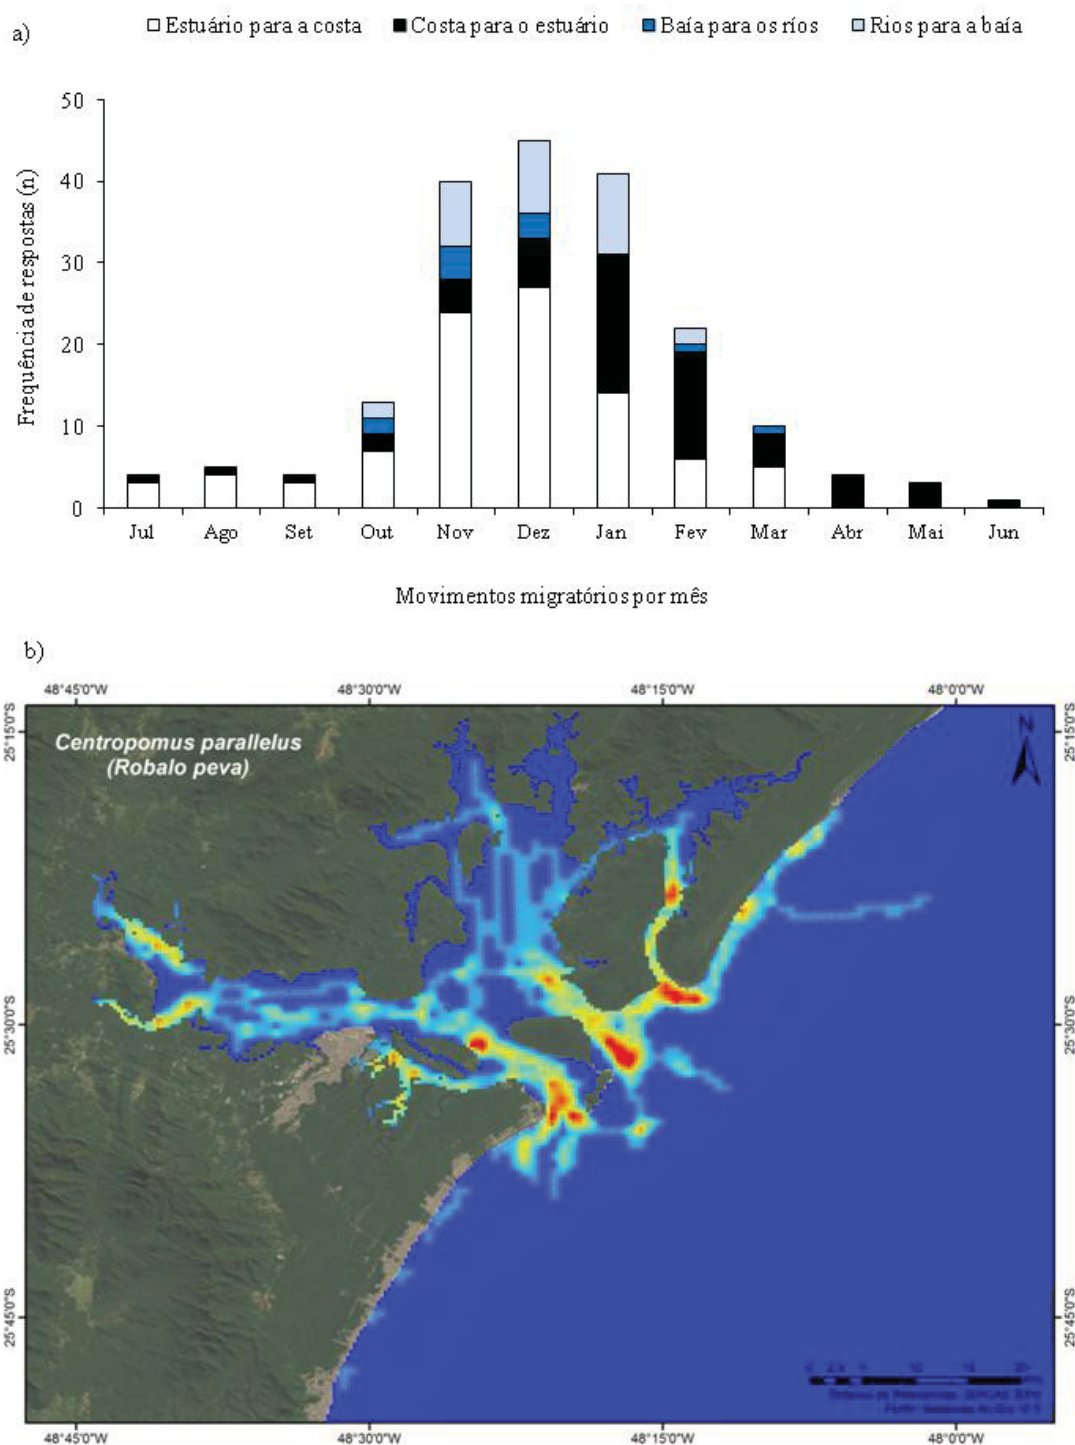 a)
Estuário para a costa Costa para o estuário Baía para os ríos Rios para a baía
50
40
30
20
10
0
Frequência de respostas (n)
Jul Ago Set Out Nov Dez Jan Fev Mar Abr Mai Jun
Movimentos migratórios por mês
b)
48°45'0"W 48°30'0"W 48°15'0"W 48°0'0"W
25°15'0"S 25°15'0"S
Centropomus parallelus
(Robalo peva)
N
25°30'0"S 25°30'0"S
25°45'0"S 25°45'0"S
48°45'0"W 48°30'0"W 48°15'0"W 48°0'0"W